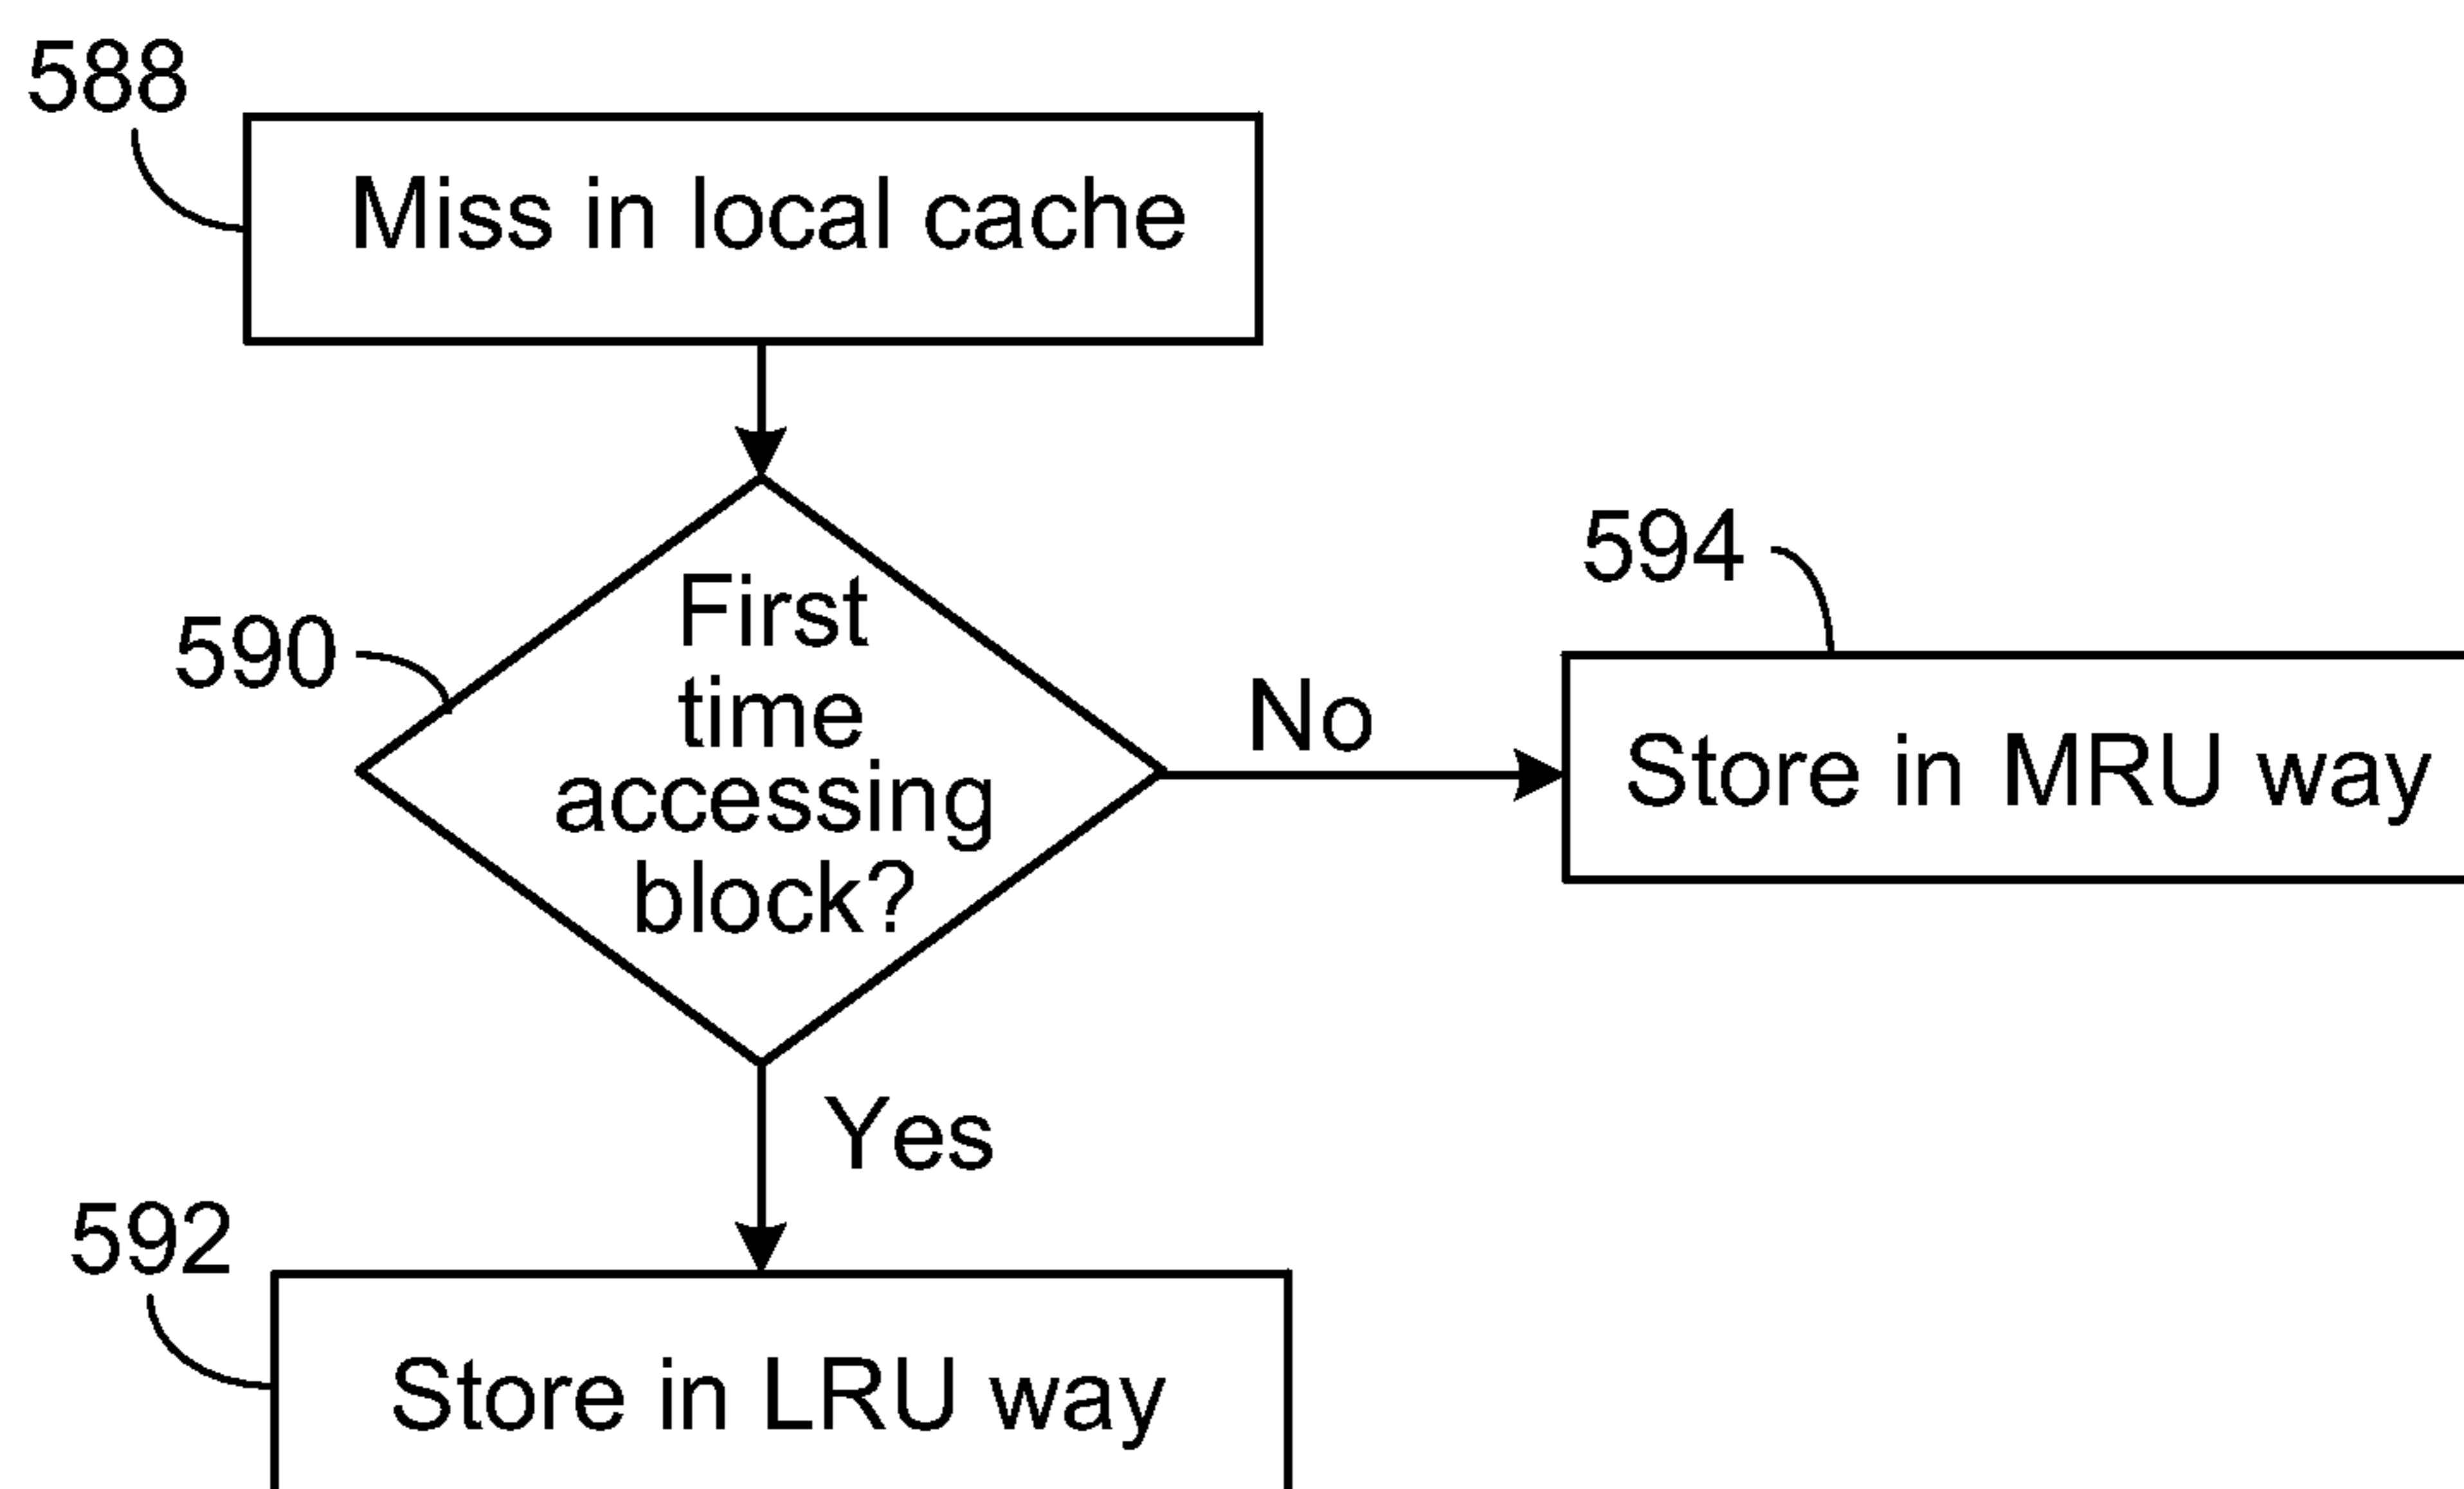 588
Miss in local cache
594
590
First
time
accessing
block?
No
Store in MRU way
Yes
592
Store in LRU way